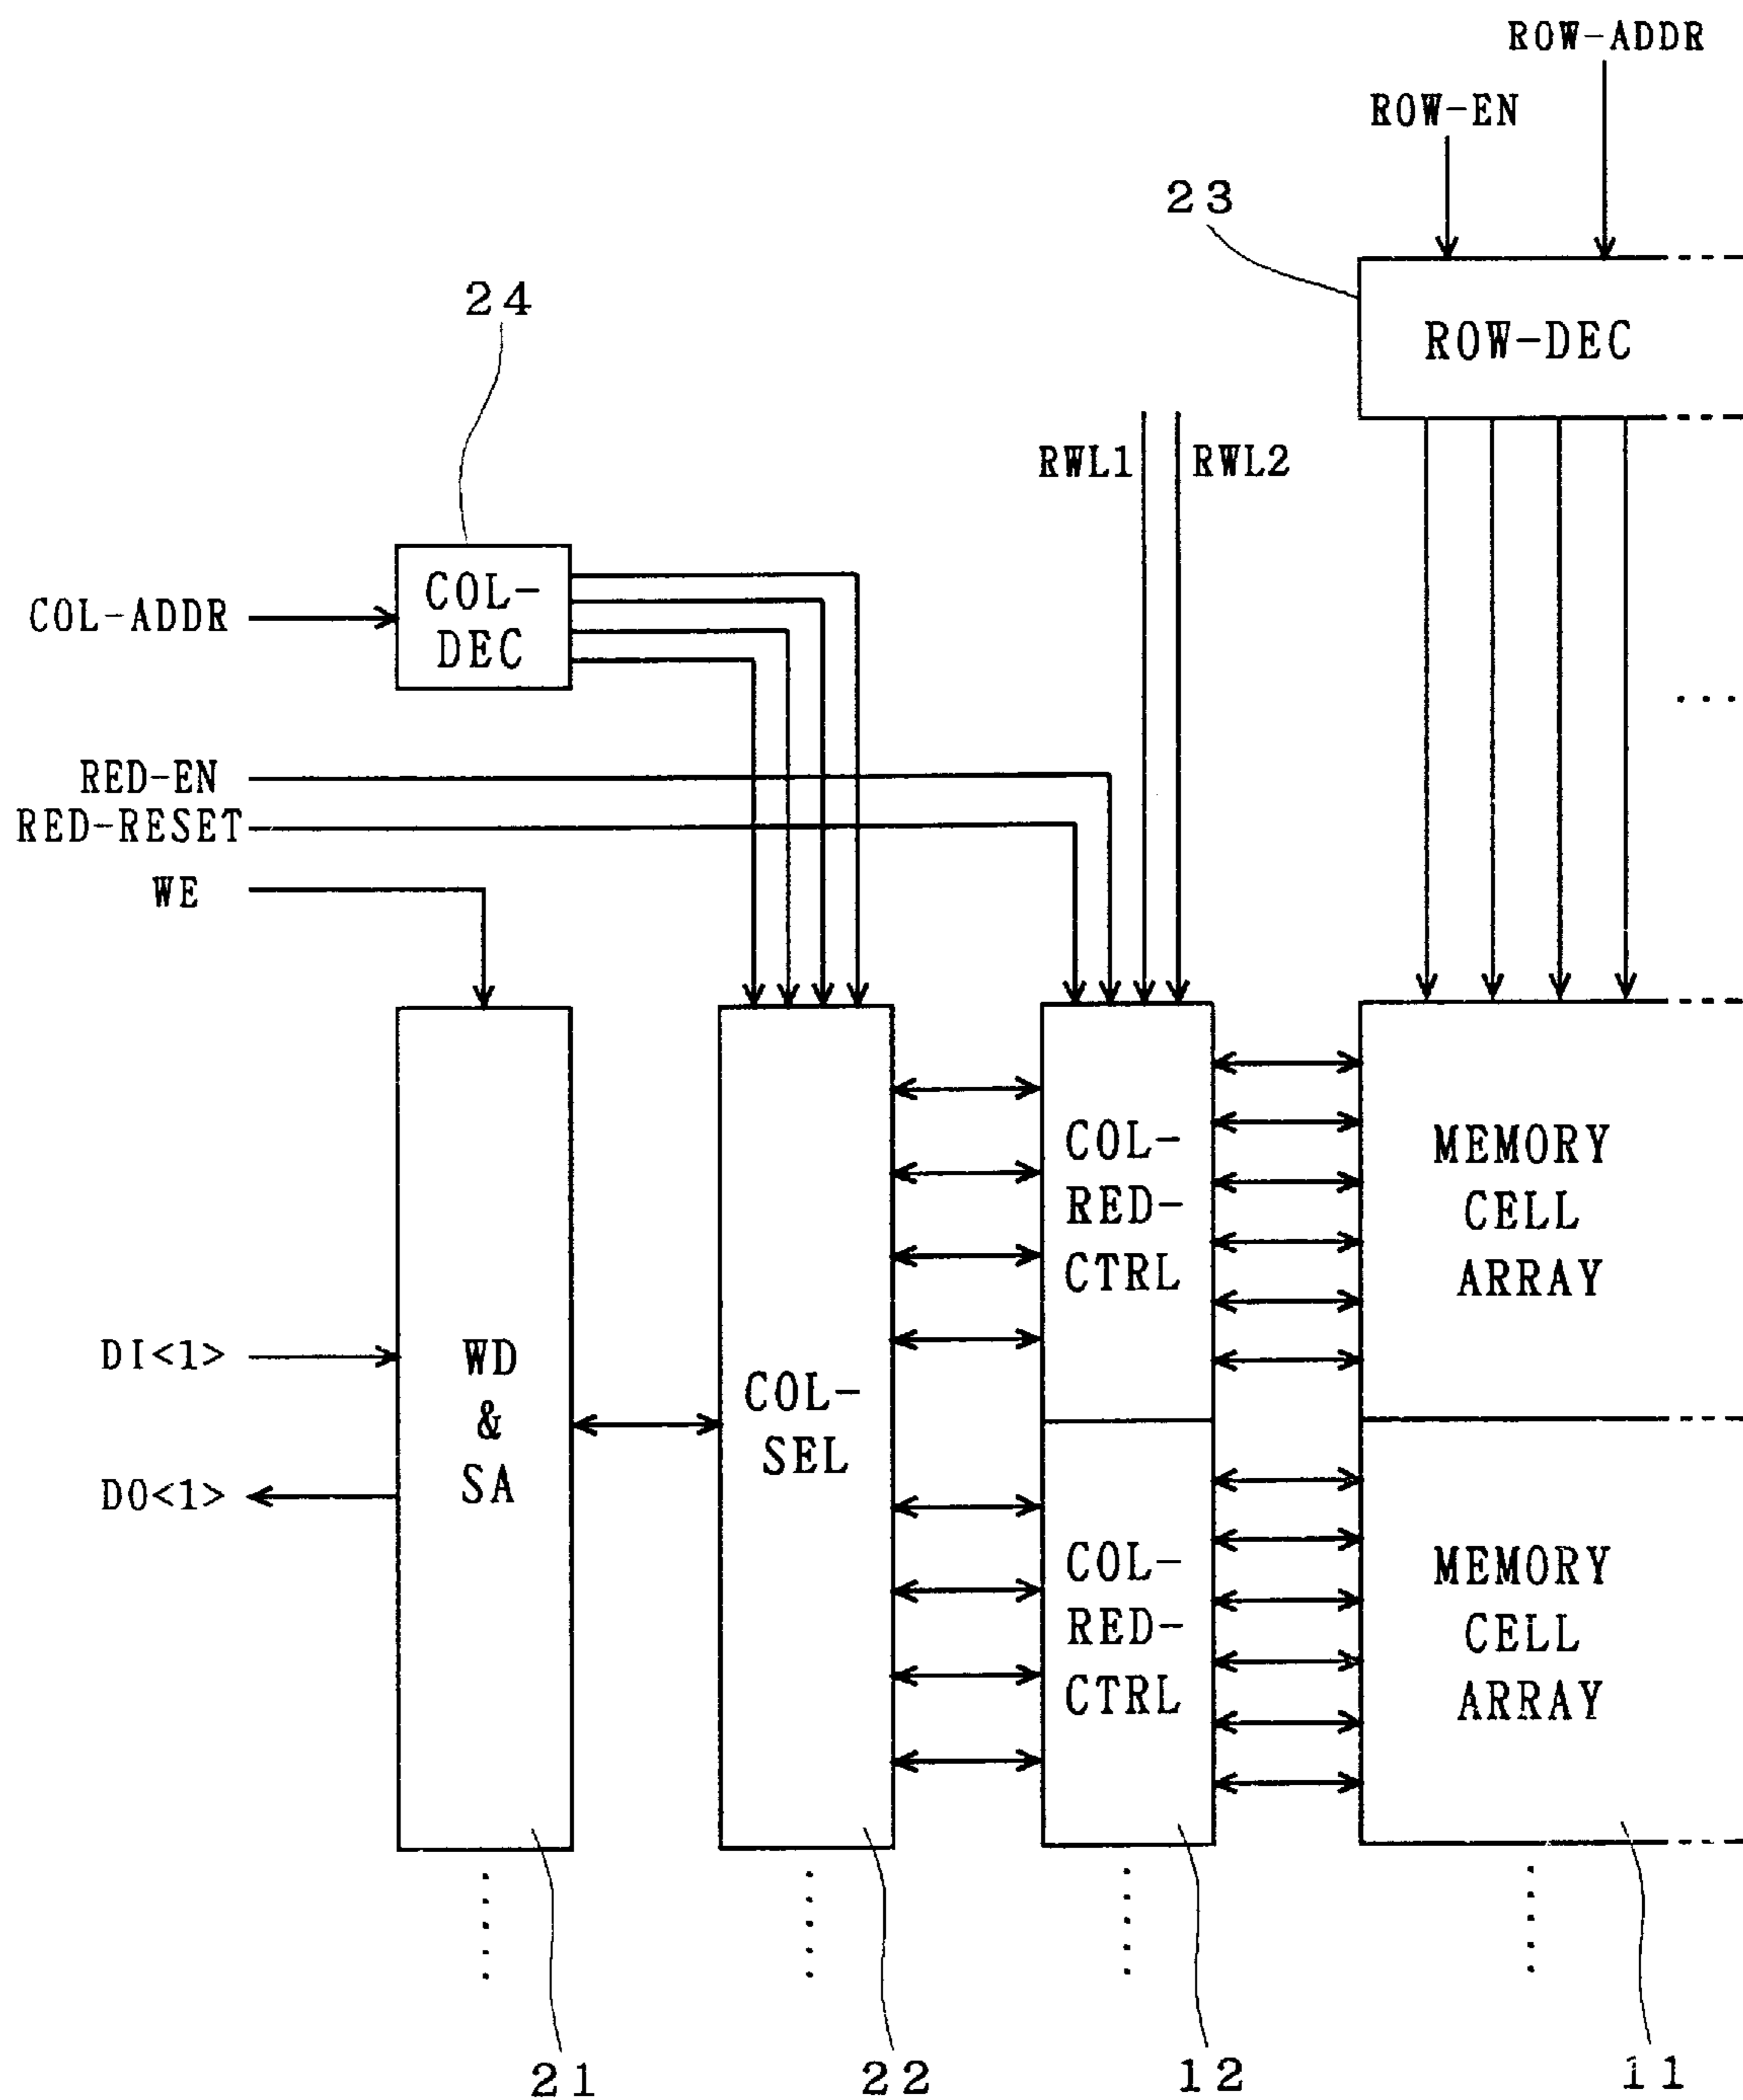 ROW-ADDR
ROW-EN
23
ROW-DEC
24
RWL1
RWL2
COL-ADDR
COL-
DEC
RED-EN
RED-RESET
WE
DI<1>
DO<1>
WD
&
SA
COL-
SEL
COL-
RED-
CTRL
MEMORY
CELL
ARRAY
COL-
RED-
CTRL
MEMORY
CELL
ARRAY
21
22
12
11